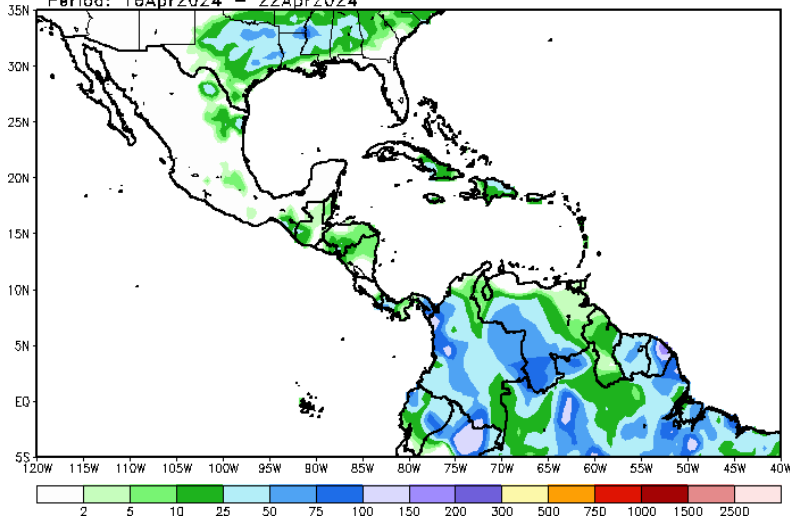 Period: 16Apr2024 – 22Apr2024
35N
30N
25N
20N
15N
10N
5N
EQ
5S
120W 115W 110W 105W 100W 95W 90W 85W 80W 75W 70W 65W 60W 55W 50W 45W 40W
2 5 10 25 50 75 100 150 200 300 500 750 1000 1500 2500